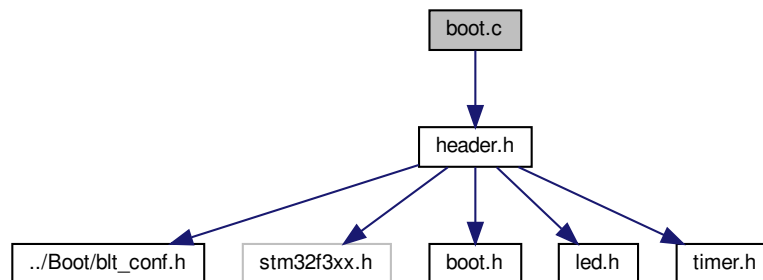 boot.c
header.h
../Boot/blt_conf.h
stm32f3xx.h
boot.h
led.h
timer.h